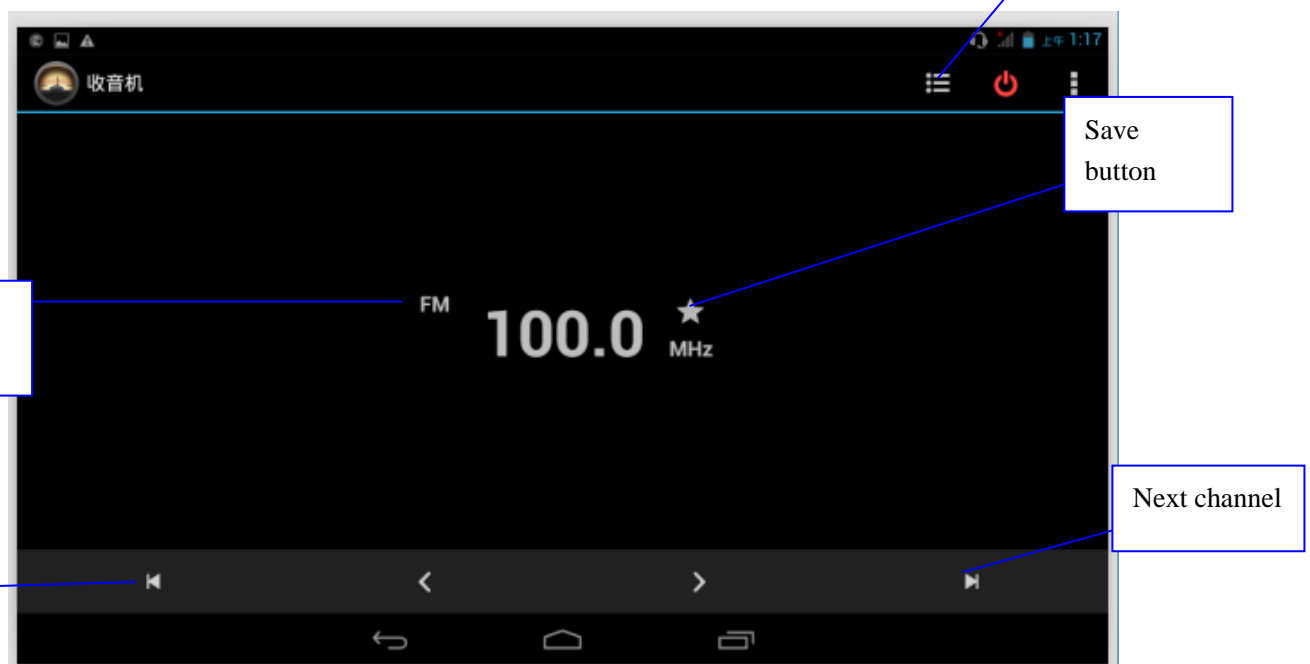 上午 1:17
收音机
Save
button
FM
100.0
MHz
Next channel